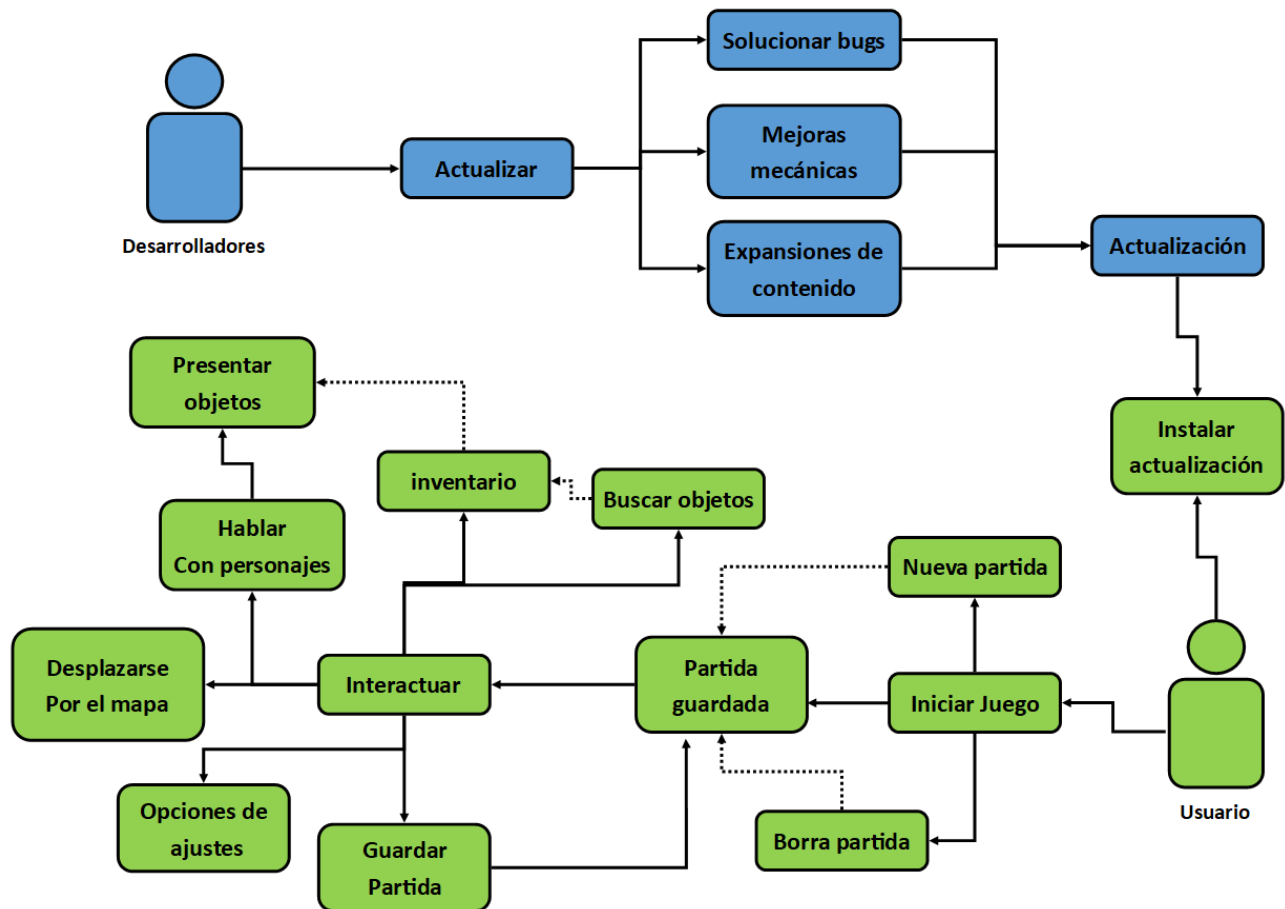 Solucionar bugs
Mejoras
mecánicas
Actualizar
Desarrolladores
Expansiones de
contenido
Actualización
Presentar
objetos
Instalar
actualización
inventario
Buscar objetos
Hablar
Con personajes
Nueva partida
Desplazarse
Por el mapa
Interactuar
Partida
guardada
Iniciar Juego
Usuario
Opciones de
ajustes
Guardar
Partida
Borra partida